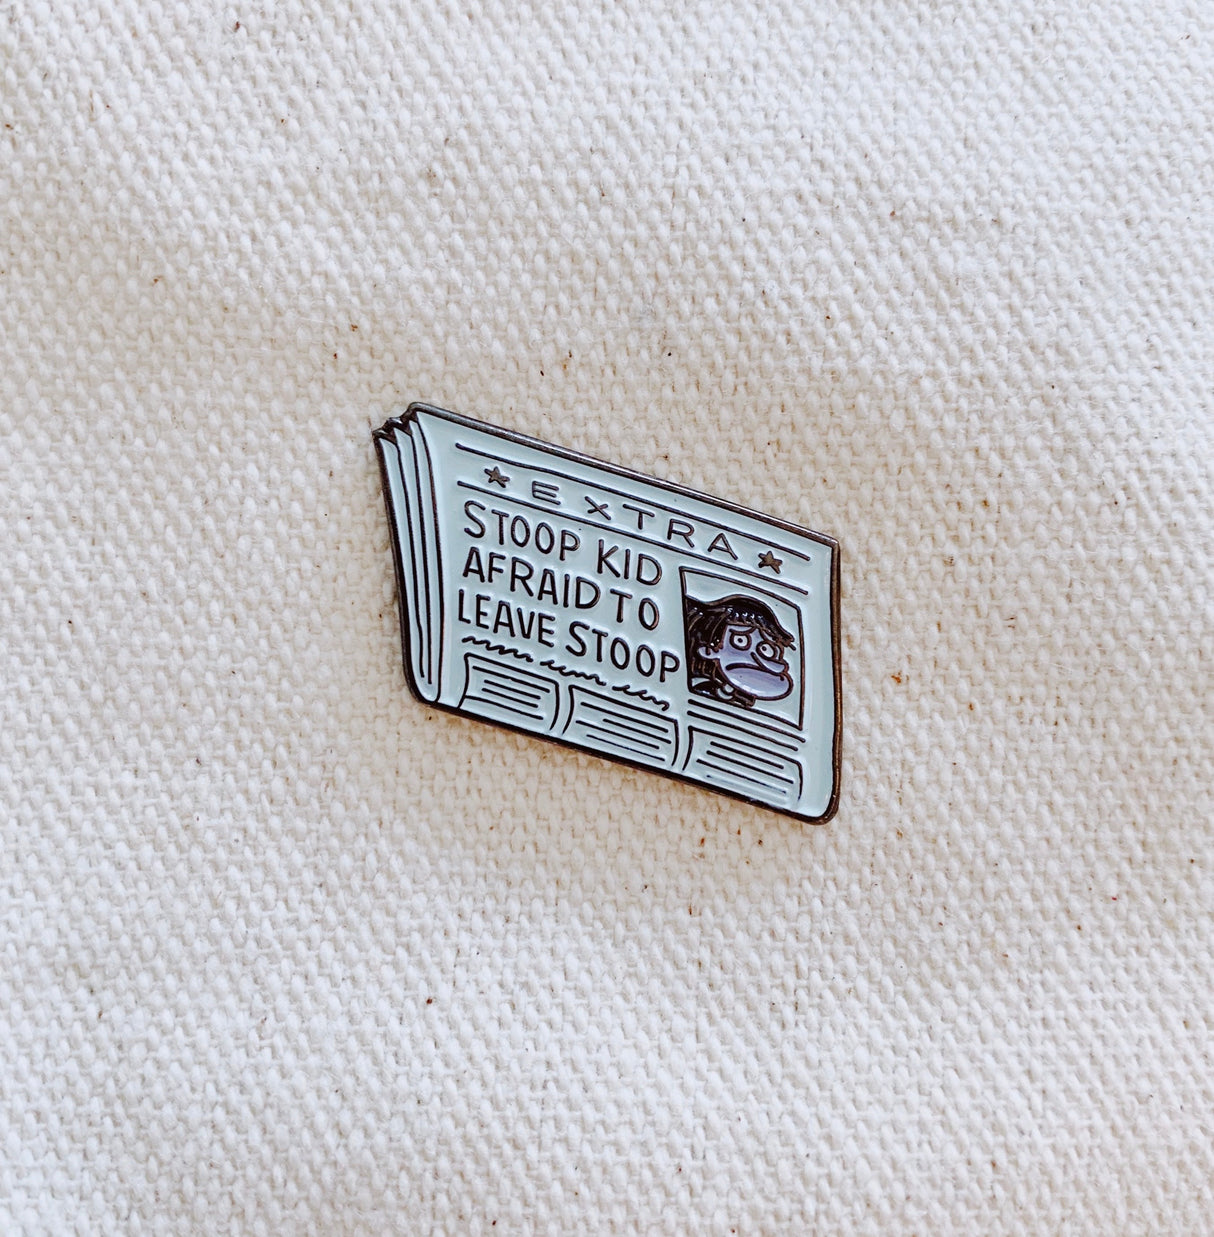 ★ EXTRA ★
STOOP KID
AFRAID TO
LEAVE STOOP